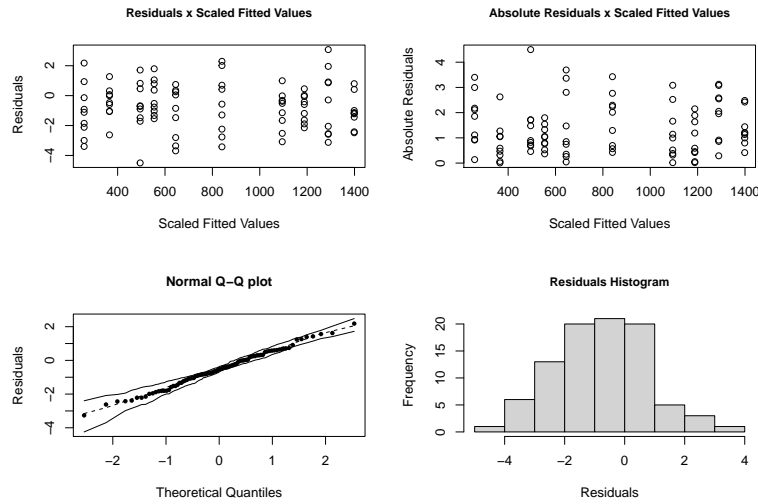 Residuals x Scaled Fitted Values
Residuals
2
0
−2
−4
400 600 800 1000 1200 1400
Scaled Fitted Values
Absolute Residuals x Scaled Fitted Values
Absolute Residuals
4
3
2
1
0
400 600 800 1000 1200 1400
Scaled Fitted Values
Normal Q−Q plot
Residuals
2
0
−2
−4
−2 −1 0 1 2
Theoretical Quantiles
Residuals Histogram
Frequency
20
15
10
5
0
−4 −2 0 2 4
Residuals